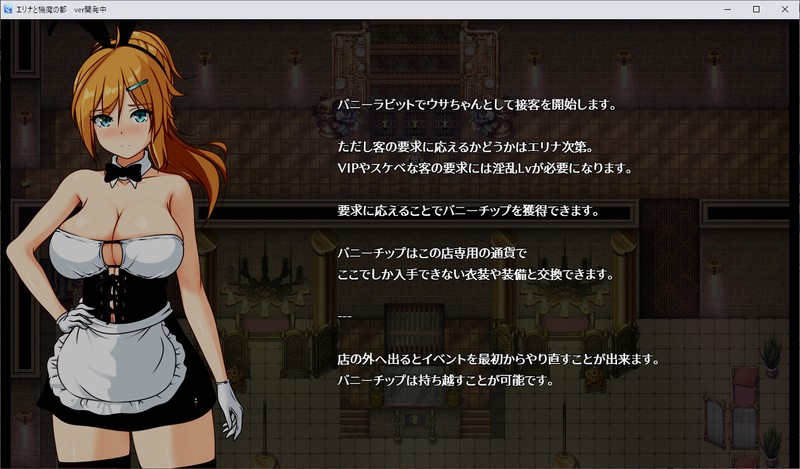 エリナと機魔の都 ver開発中
バニーラビットでウサちゃんとして接客を開始します。
ただし客の要求に応えるかどうかはエリナ次第。
VIPやスケベな客の要求には淫乱Lvが必要になります。
要求に応えることでバニーチップを獲得できます。
バニーチップはこの店専用の通貨で
ここでしか入手できない衣装や装備と交換できます。
---
店の外へ出るとイベントを最初からやり直すことが出来ます。
バニーチップは持ち越すことが可能です。